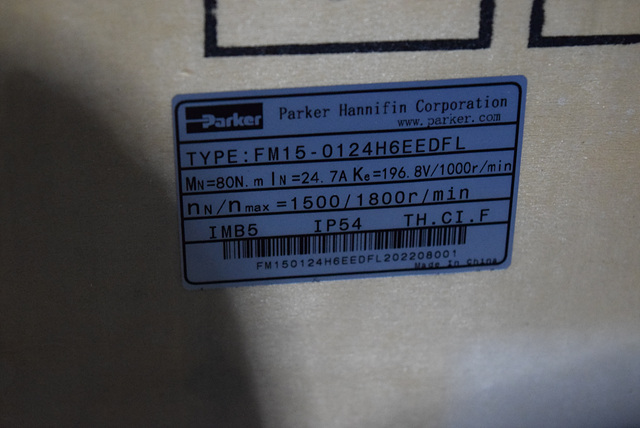 Parker Parker Hannifin Corporation
www.parker.com
TYPE:FM15-0124H6EEDFL
MN=80N.m IN=24.7A Ke=196.8V/1000r/min
nN/nmax=1500/1800r/min
IMB5 IP54 TH.CI.F
FM150124H6EEDFL202208001
Made In China